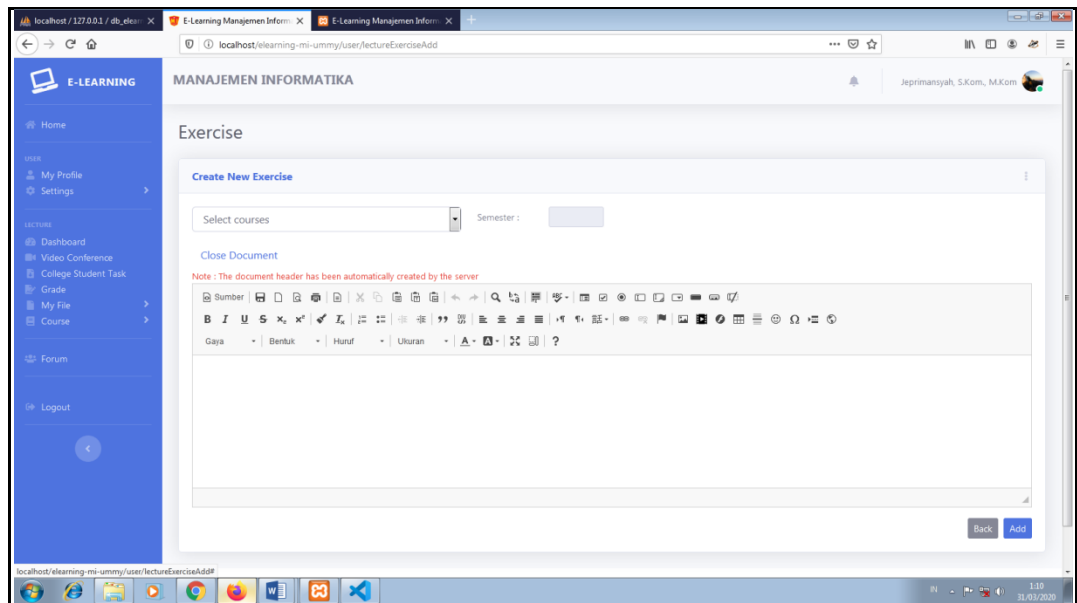 localhost / 127.0.0.1 / db_elearn
E-Learning Manajemen Inform
E-Learning Manajemen Inform
localhost/elearning-mi-ummy/user/lectureExerciseAdd
E-LEARNING
MANAJEMEN INFORMATIKA
Jeprimansyah, S.Kom., M.Kom
Home
USER
My Profile
Settings
LECTURE
Dashboard
Video Conference
College Student Task
Grade
My File
Course
Forum
Logout
Exercise
Create New Exercise
Select courses
Semester :
Close Document
Note : The document header has been automatically created by the server
Sumber
Gaya Bentuk Huruf Ukuran
Back Add
localhost/elearning-mi-ummy/user/lectureExerciseAdd#
IN
1:10
31/03/2020